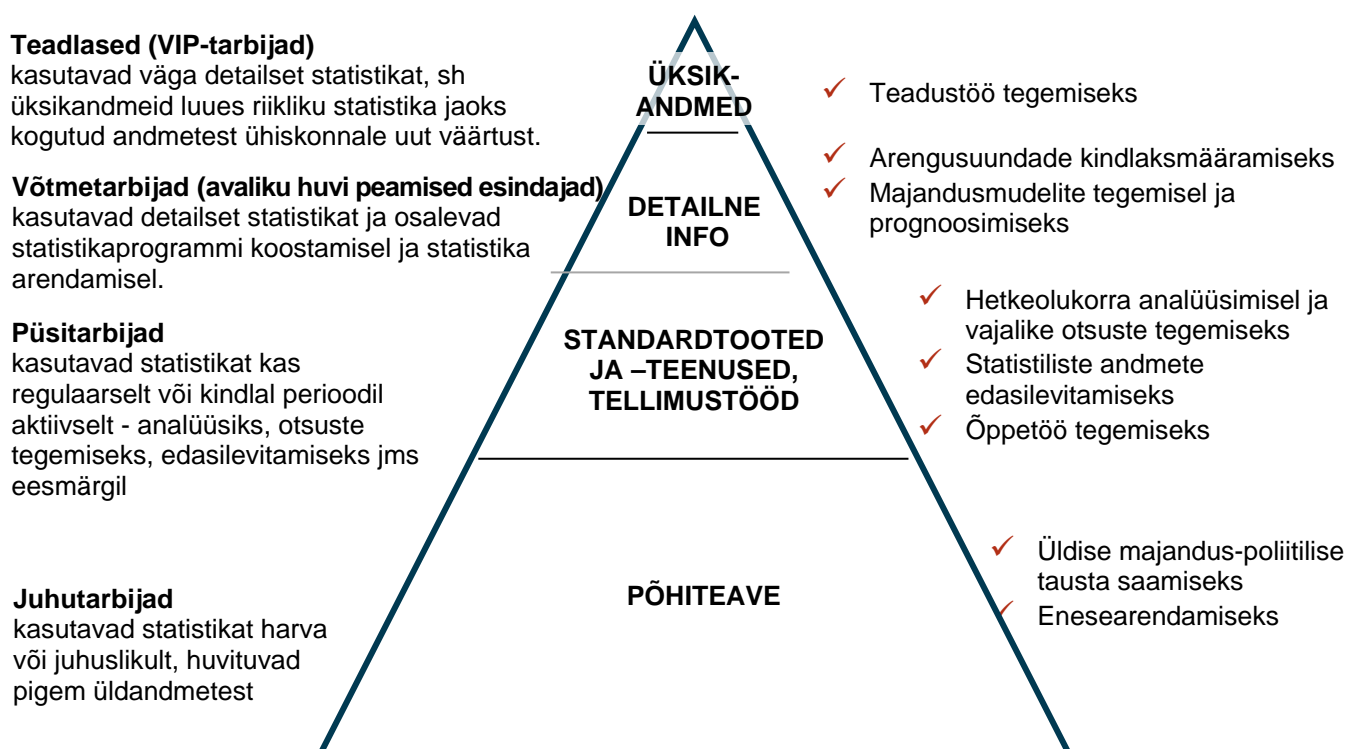 Teadlased (VIP-tarbijad)
kasutavad väga detailset statistikat, sh
üksikandmeid luues riikliku statistika jaoks
kogutud andmetest ühiskonnale uut väärtust.
ÜKSIK-
ANDMED
Teadustöö tegemiseks
Võtmetarbijad (avaliku huvi peamised esindajad)
kasutavad detailset statistikat ja osalevad
statistikaprogrammi koostamisel ja statistika
arendamisel.
DETAILNE
INFO
Arengusuundade kindlaksmääramiseks
Majandusmudelite tegemisel ja
prognoosimiseks
Püsitarbijad
kasutavad statistikat kas
regulaarselt või kindlal perioodil
aktiivselt - analüüsiks, otsuste
tegemiseks, edasilevitamiseks jms
eesmärgil
STANDARDTOOTED
JA –TEENUSED,
TELLIMUSTÖÖD
Hetkeolukorra analüüsimisel ja
vajalike otsuste tegemiseks
Statistiliste andmete
edasilevitamiseks
Õppetöö tegemiseks
Juhutarbijad
kasutavad statistikat harva
või juhuslikult, huvituvad
pigem üldandmetest
PÕHITEAVE
Üldise majandus-poliitilise
tausta saamiseks
Enesearendamiseks